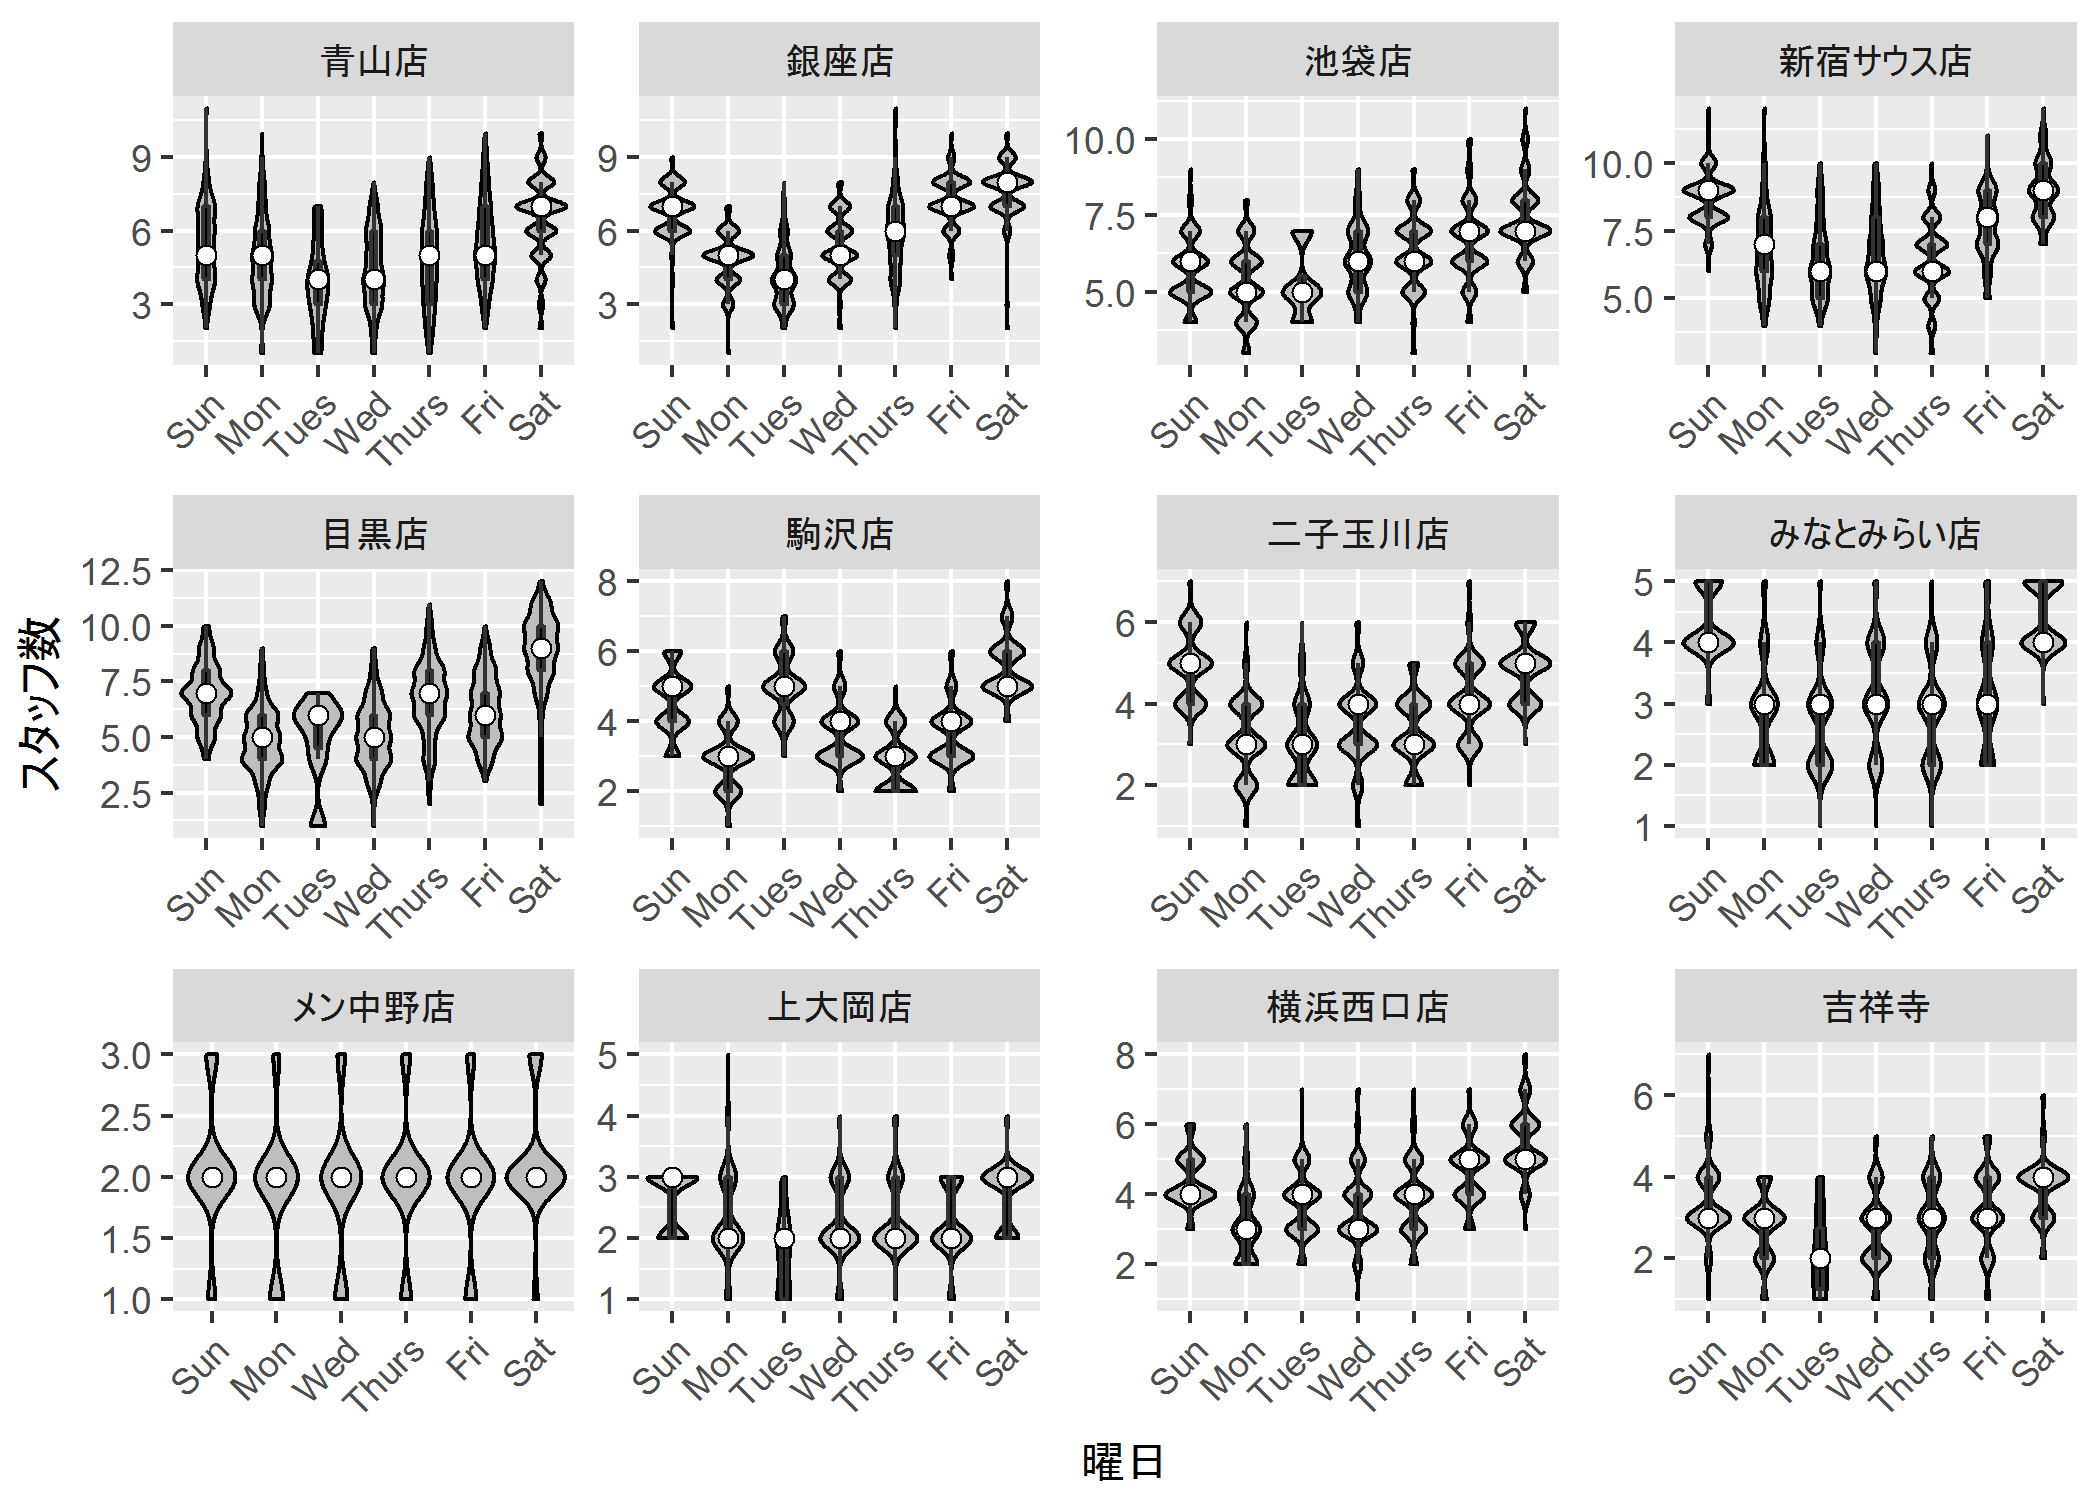 青山店 銀座店 池袋店 新宿サウス店
9 9 10.0 10.0
6 6 7.5 7.5
3 3 5.0 5.0
Sun Mon Tues Wed Thurs Fri Sat Sun Mon Tues Wed Thurs Fri Sat Sun Mon Tues Wed Thurs Fri Sat Sun Mon Tues Wed Thurs Fri Sat
目黒店 駒沢店 二子玉川店 みなとみらい店
スタッフ数
12.5 8 6 5
10.0 6 4 4
7.5 4 2 3
5.0 2 2
2.5 1
Sun Mon Tues Wed Thurs Fri Sat Sun Mon Tues Wed Thurs Fri Sat Sun Mon Tues Wed Thurs Fri Sat Sun Mon Tues Wed Thurs Fri Sat
メン中野店 上大岡店 横浜西口店 吉祥寺
3.0 5 8 6
2.5 4 6 4
2.0 3 4 2
1.5 2 2
1.0 1
Sun Mon Wed Thurs Fri Sat Sun Mon Tues Wed Thurs Fri Sat Sun Mon Tues Wed Thurs Fri Sat Sun Mon Tues Wed Thurs Fri Sat
曜日